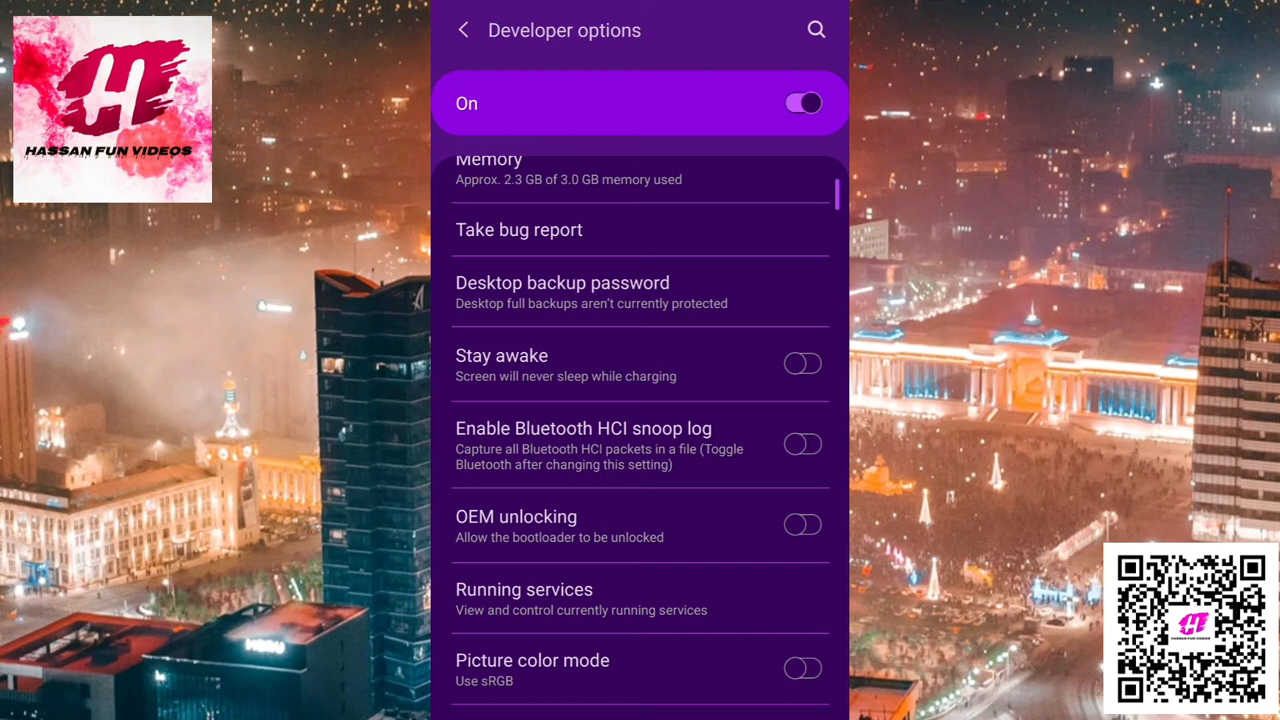 HASSAN FUN VIDEOS
Developer options
On
Memory
Approx. 2.3 GB of 3.0 GB memory used
Take bug report
Desktop backup password
Desktop full backups aren't currently protected
Stay awake
Screen will never sleep while charging
Enable Bluetooth HCI snoop log
Capture all Bluetooth HCI packets in a file (Toggle
Bluetooth after changing this setting)
OEM unlocking
Allow the bootloader to be unlocked
Running services
View and control currently running services
Picture color mode
Use sRGB
HASSAN FUN VIDEOS